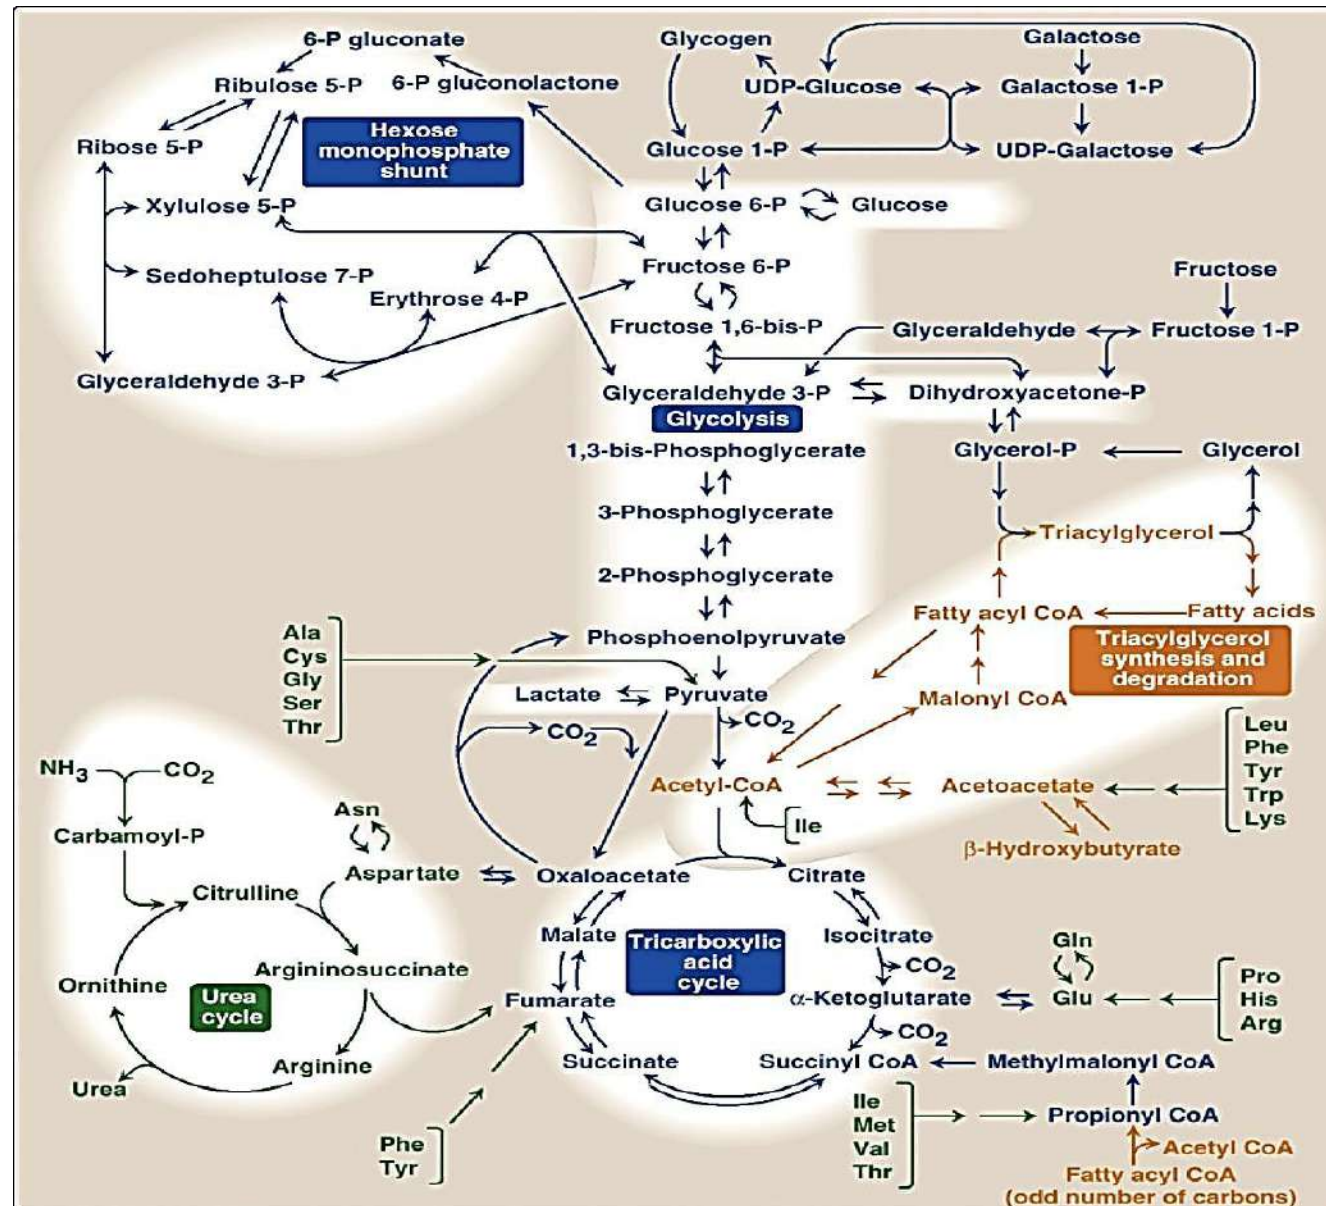 6-P gluconate
Ribulose 5-P
6-P gluconolactone
Hexose
monophosphate
shunt
Ribose 5-P
Xylulose 5-P
Sedoheptulose 7-P
Erythrose 4-P
Glyceraldehyde 3-P
Glycogen
UDP-Glucose
Glucose 1-P
Galactose
Galactose 1-P
UDP-Galactose
Glucose 6-P
Glucose
Fructose 6-P
Fructose 1,6-bis-P
Fructose
Glyceraldehyde
Fructose 1-P
Glyceraldehyde 3-P
Dihydroxyacetone-P
Glycolysis
1,3-bis-Phosphoglycerate
Glycerol-P
Glycerol
3-Phosphoglycerate
Triacylglycerol
2-Phosphoglycerate
Fatty acyl CoA
Fatty acids
Triacylglycerol
synthesis and
degradation
Phosphoenolpyruvate
Ala
Cys
Gly
Ser
Thr
Lactate
Pyruvate
CO2
CO2
Malonyl CoA
Acetyl-CoA
Acetoacetate
Leu
Phe
Tyr
Trp
Lys
Ile
β-Hydroxybutyrate
NH3
CO2
Carbamoyl-P
Asn
Aspartate
Citrulline
Argininosuccinate
Ornithine
Urea
cycle
Arginine
Urea
Oxaloacetate
Citrate
Malate
Tricarboxylic
acid
cycle
Isocitrate
CO2
Fumarate
α-Ketoglutarate
CO2
Succinate
Succinyl CoA
Gln
Glu
Pro
His
Arg
Methylmalonyl CoA
Phe
Tyr
Ile
Met
Val
Thr
Propionyl CoA
Acetyl CoA
Fatty acyl CoA
(odd number of carbons)